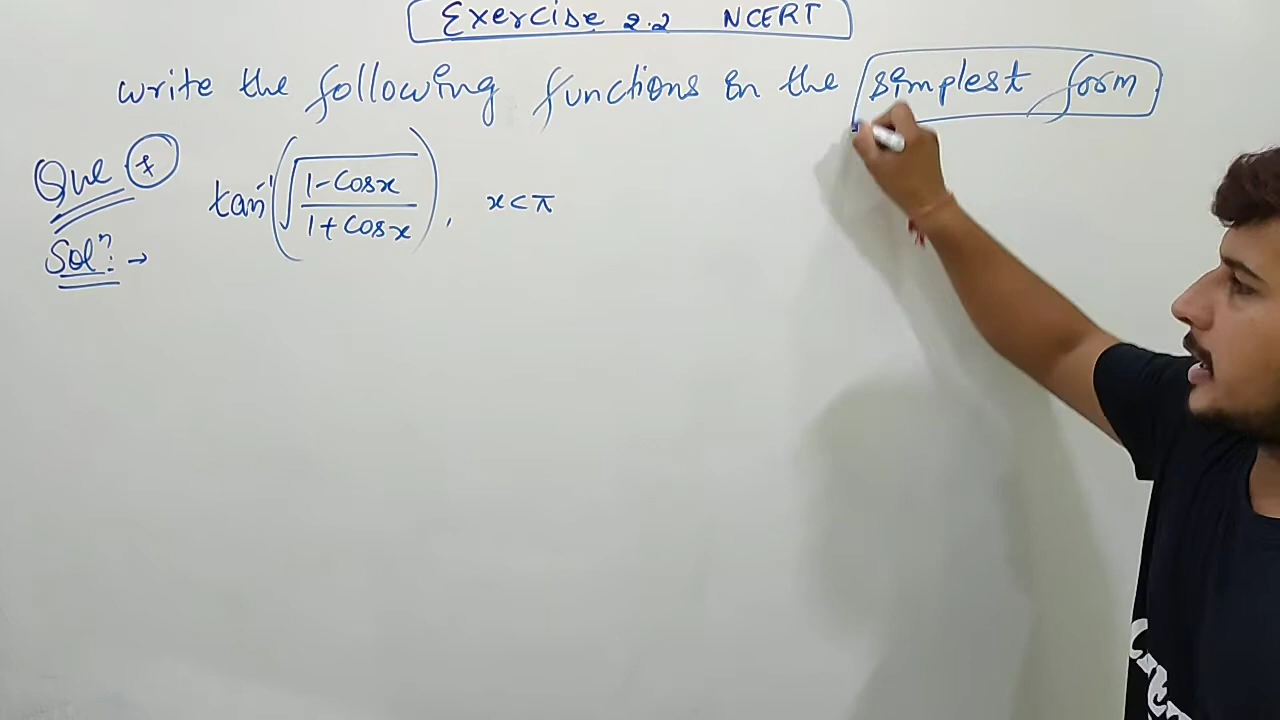 Exercise 2.2 NCERT
write the following functions in the simplest form
Que 7
tan⁻¹(√((1-Cosx)/(1+Cosx))), x<π
Solⁿ: →